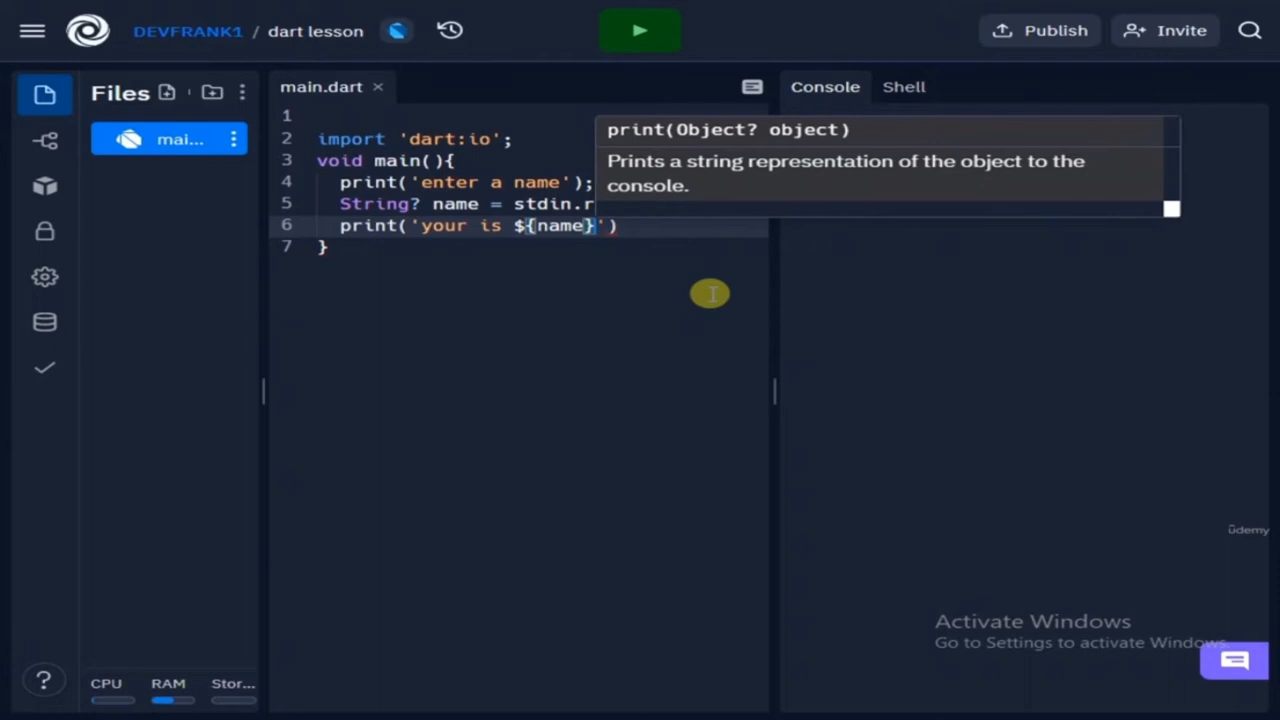 DEVFRANK1 / dart lesson
Publish
Invite
Files
mai...
main.dart ×
Console
Shell
1
2 import 'dart:io';
3 void main(){
4 print('enter a name');
5 String? name = stdin.r
6 print('your is ${name}')
7 }
print(Object? object)
Prints a string representation of the object to the
console.
udemy
Activate Windows
Go to Settings to activate Windows.
?
CPU
RAM
Stor...